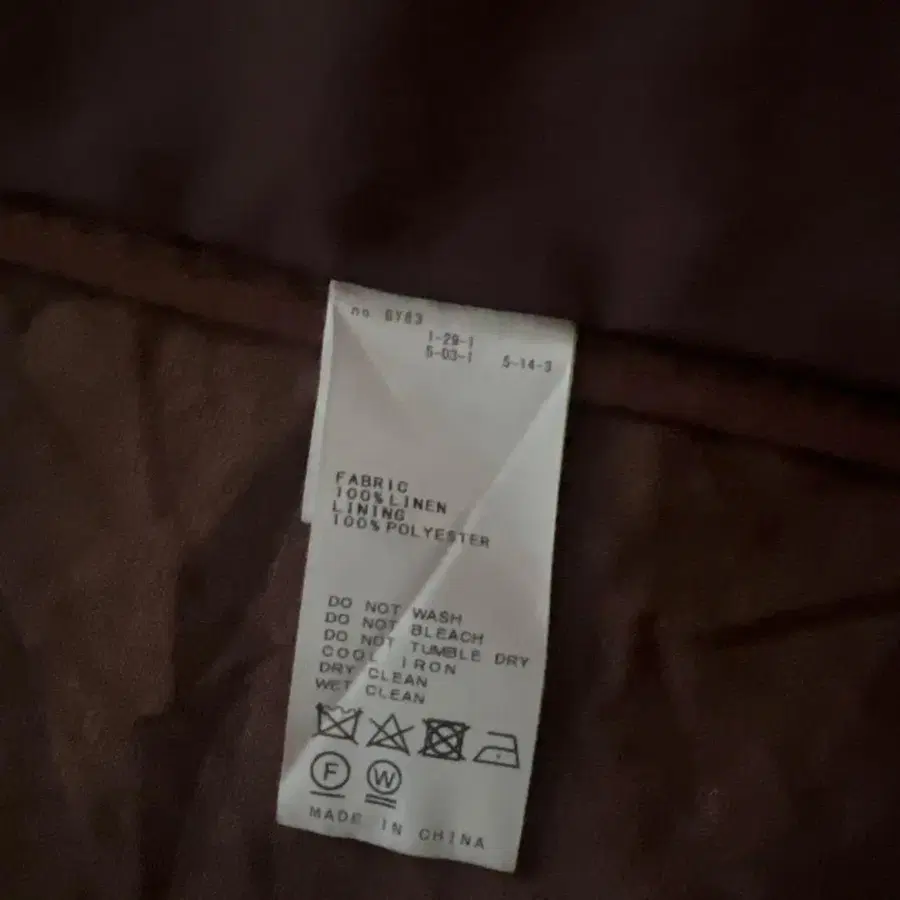 no. GY63
1-29-1
5-03-1 5-14-3
FABRIC
100% LINEN
LINING
100% POLYESTER
DO NOT WASH
DO NOT BLEACH
DO NOT TUMBLE DRY
COOL IRON
DRY CLEAN
WET CLEAN
F W
MADE IN CHINA